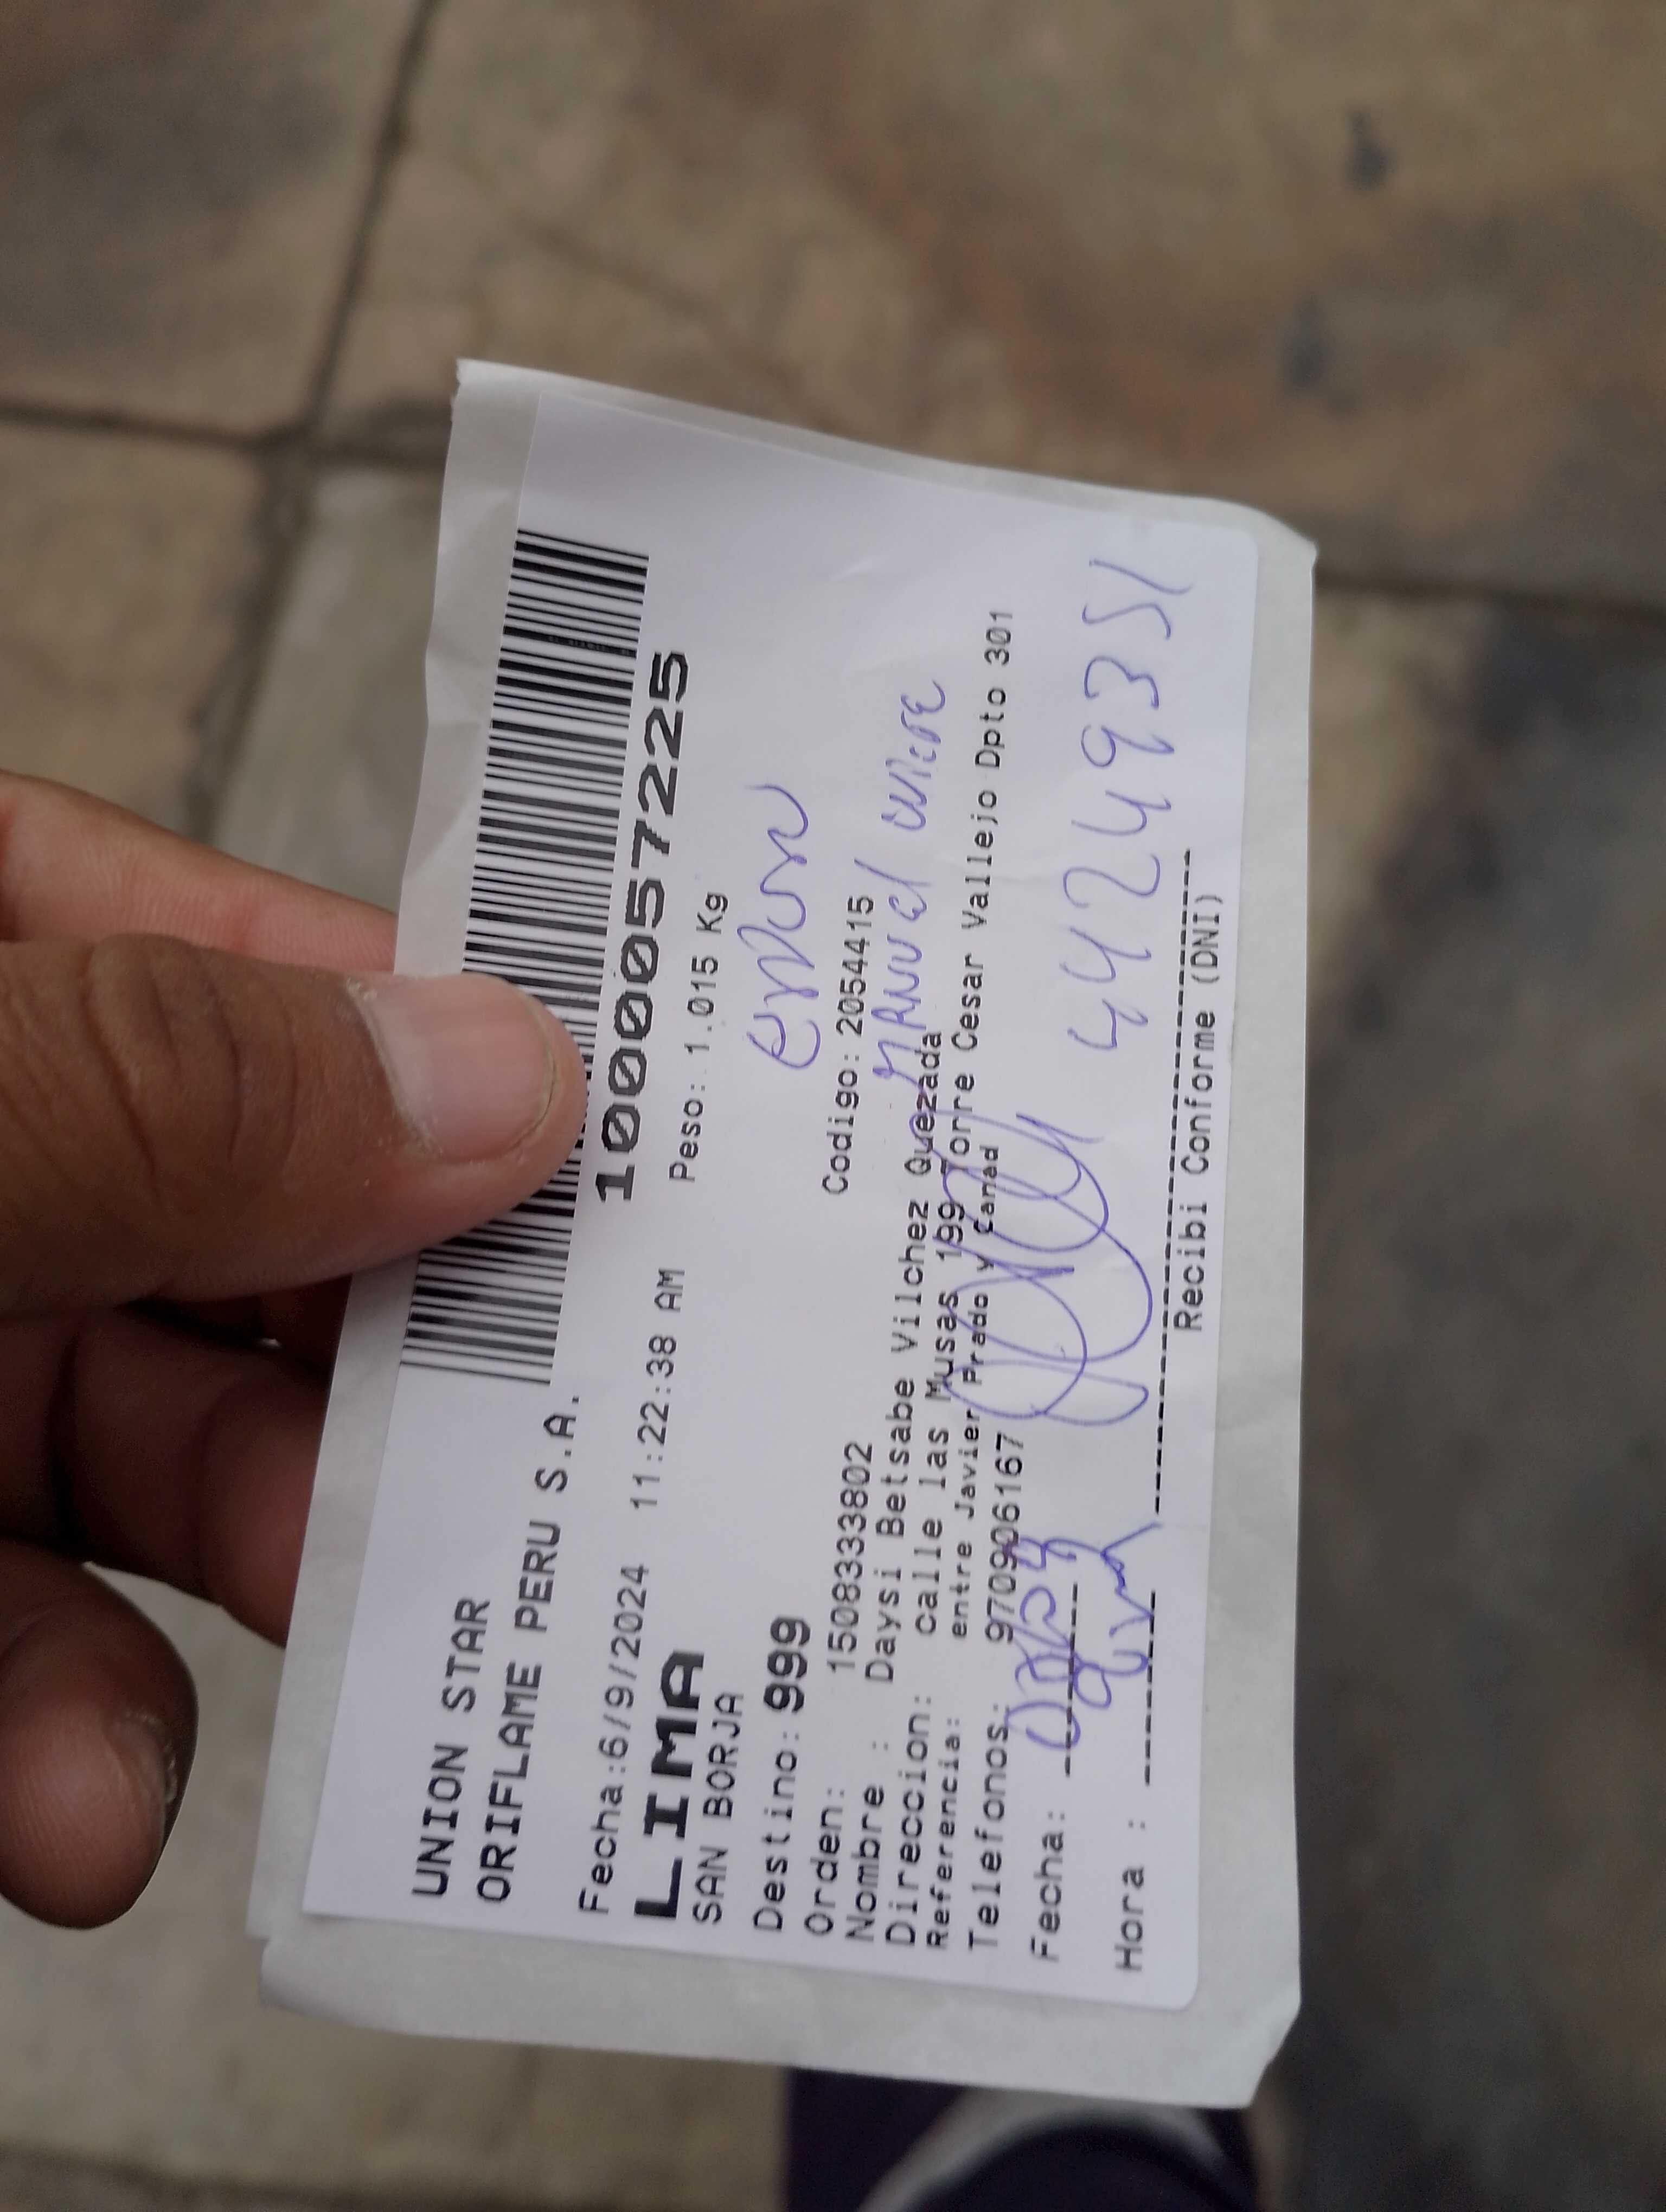 UNION STAR
ORIFLAME PERU S.A.
1000057225
Fecha:6/9/2024 11:22:38 AM Peso: 1.015 Kg
LIMA
SAN BORJA
Destino: 999
Orden: 150833802 Codigo: 2054415
Nombre : Daysi Betsabe Vilchez Quezada
MANUEL
Direccion: calle las Musas 199 Torre Cesar Vallejo Dpto 301
Referencia: entre Javier Prado y Canad
Telefonos: 970906167
44249351
Fecha:
Hora :
Recibi Conforme (DNI)